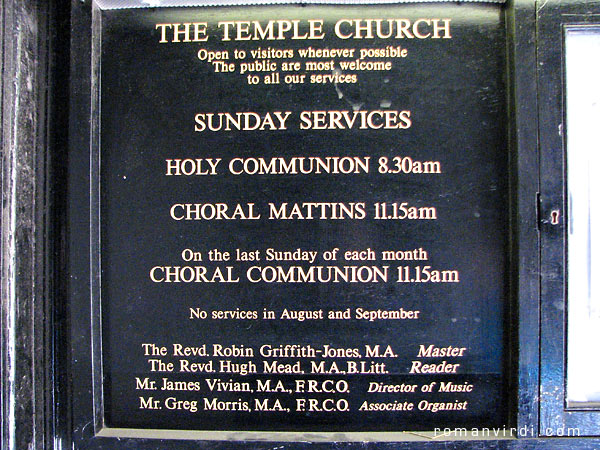 THE TEMPLE CHURCH
Open to visitors whenever possible
The public are most welcome
to all our services
SUNDAY SERVICES
HOLY COMMUNION 8.30am
CHORAL MATTINS 11.15am
On the last Sunday of each month
CHORAL COMMUNION 11.15am
No services in August and September
The Revd. Robin Griffith-Jones, M.A. Master
The Revd. Hugh Mead, M.A., B.Litt. Reader
Mr. James Vivian, M.A., F.R.C.O. Director of Music
Mr. Greg Morris, M.A., F.R.C.O. Associate Organist
romanvirdi.com